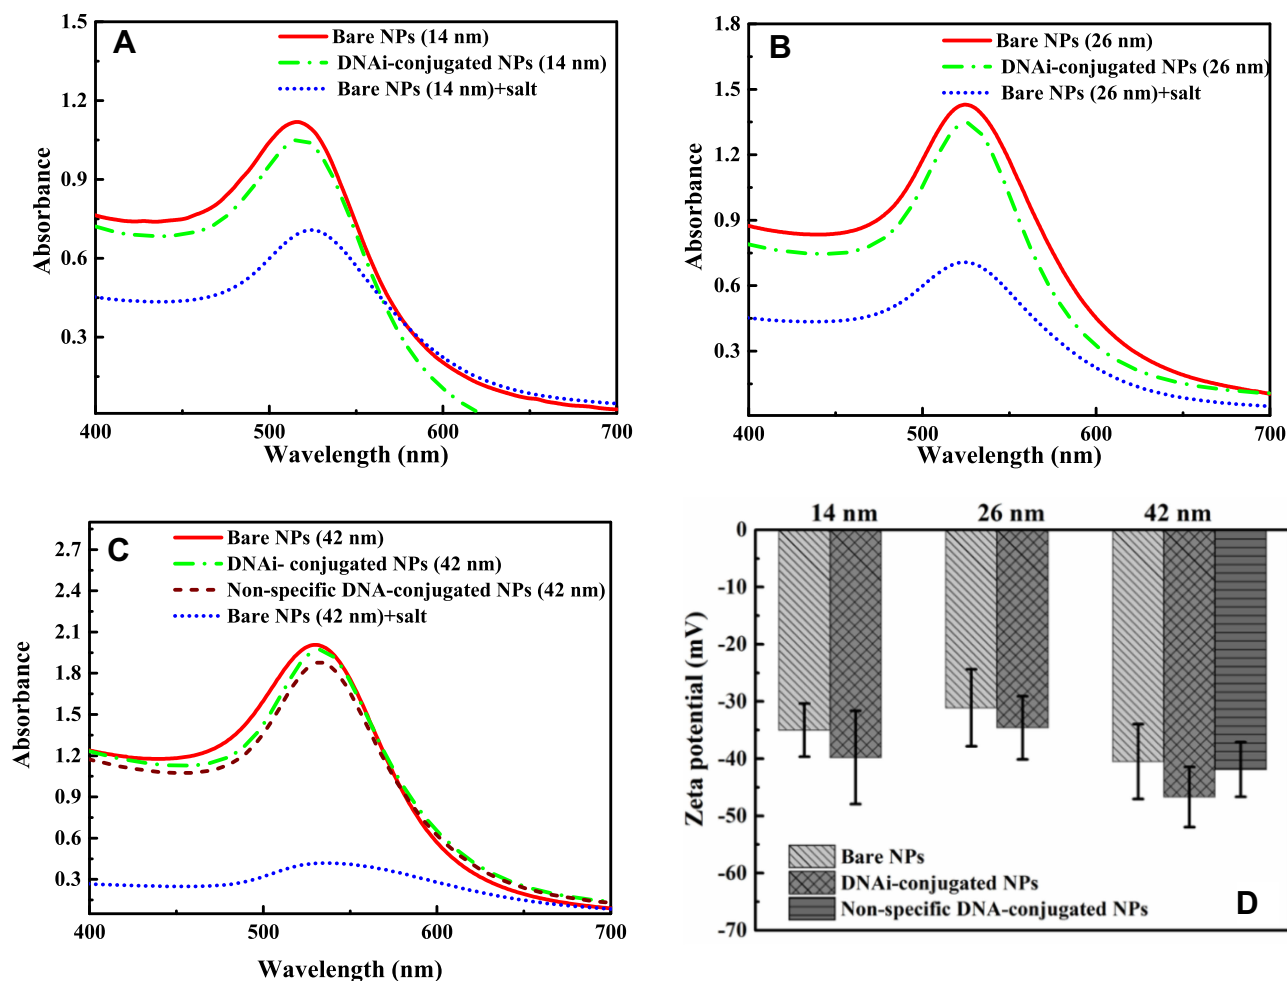 A
1.5
1.2
0.9
0.6
0.3
Absorbance
Bare NPs (14 nm)
DNAi-conjugated NPs (14 nm)
Bare NPs (14 nm)+salt
400
500
600
700
Wavelength (nm)
B
1.8
1.5
1.2
0.9
0.6
0.3
Absorbance
Bare NPs (26 nm)
DNAi-conjugated NPs (26 nm)
Bare NPs (26 nm)+salt
400
500
600
700
Wavelength (nm)
C
2.7
2.4
2.1
1.8
1.5
1.2
0.9
0.6
0.3
Absorbance
Bare NPs (42 nm)
DNAi- conjugated NPs (42 nm)
Non-specific DNA-conjugated NPs (42 nm)
Bare NPs (42 nm)+salt
400
500
600
700
Wavelength (nm)
14 nm
26 nm
42 nm
0
-10
-20
-30
-40
-50
-60
-70
Zeta potential (mV)
Bare NPs
DNAi-conjugated NPs
Non-specific DNA-conjugated NPs
D